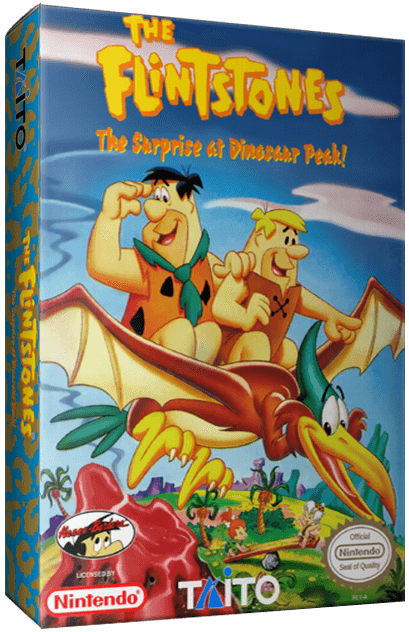 THE
FLINTSTONES
The Surprise at Dinosaur Peak!
TAITO
THE FLINTSTONES
Hanna Barbera
LICENSED BY
Nintendo
TAITO
Official
Nintendo
Seal of Quality
REV-A